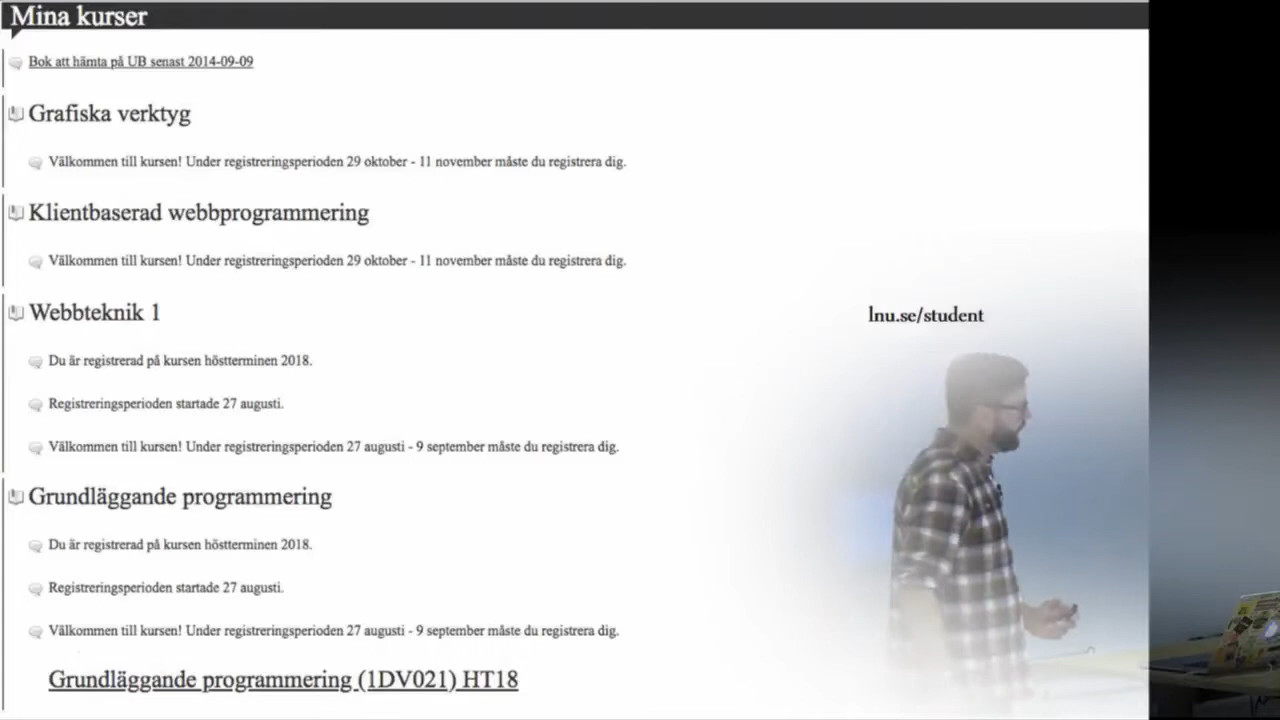 Mina kurser
Bok att hämta på UB senast 2014-09-09
Grafiska verktyg
Välkommen till kursen! Under registreringsperioden 29 oktober - 11 november måste du registrera dig.
Klientbaserad webbprogrammering
Välkommen till kursen! Under registreringsperioden 29 oktober - 11 november måste du registrera dig.
Webbteknik 1
lnu.se/student
Du är registrerad på kursen höstterminen 2018.
Registreringsperioden startade 27 augusti.
Välkommen till kursen! Under registreringsperioden 27 augusti - 9 september måste du registrera dig.
Grundläggande programmering
Du är registrerad på kursen höstterminen 2018.
Registreringsperioden startade 27 augusti.
Välkommen till kursen! Under registreringsperioden 27 augusti - 9 september måste du registrera dig.
Grundläggande programmering (1DV021) HT18